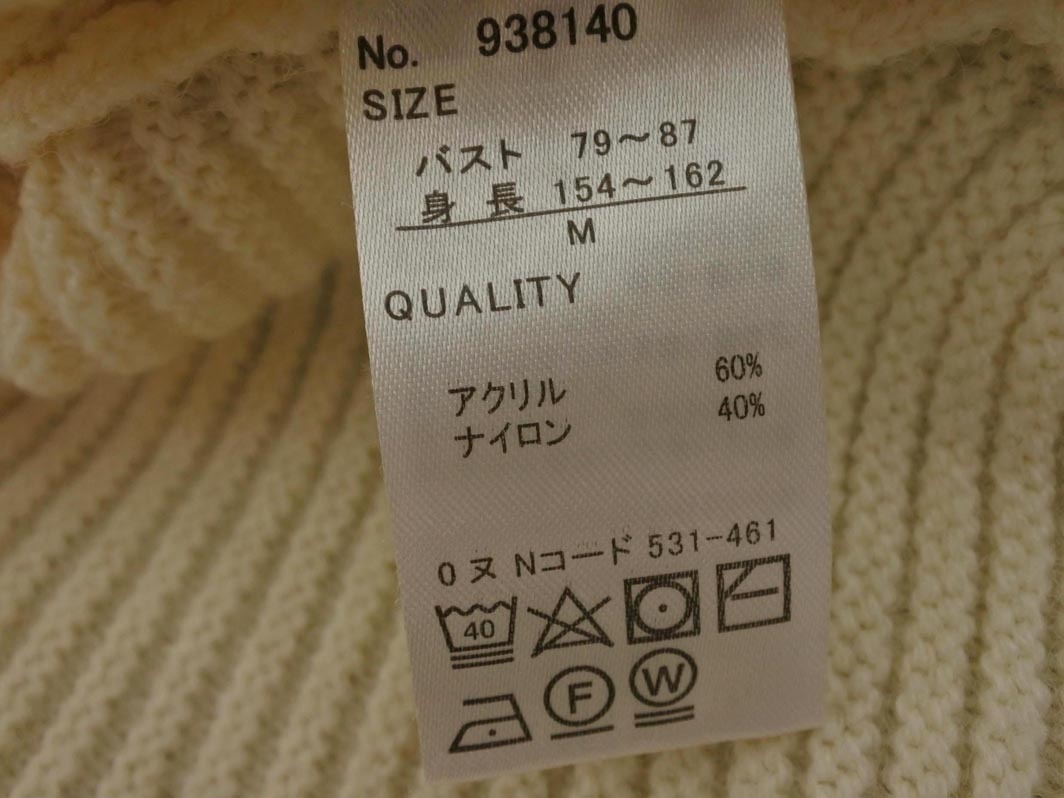 No. 938140
SIZE
バスト 79～87
身長 154～162
M
QUALITY
アクリル 60%
ナイロン 40%
0 ヌ Nコード 531-461
40
F W